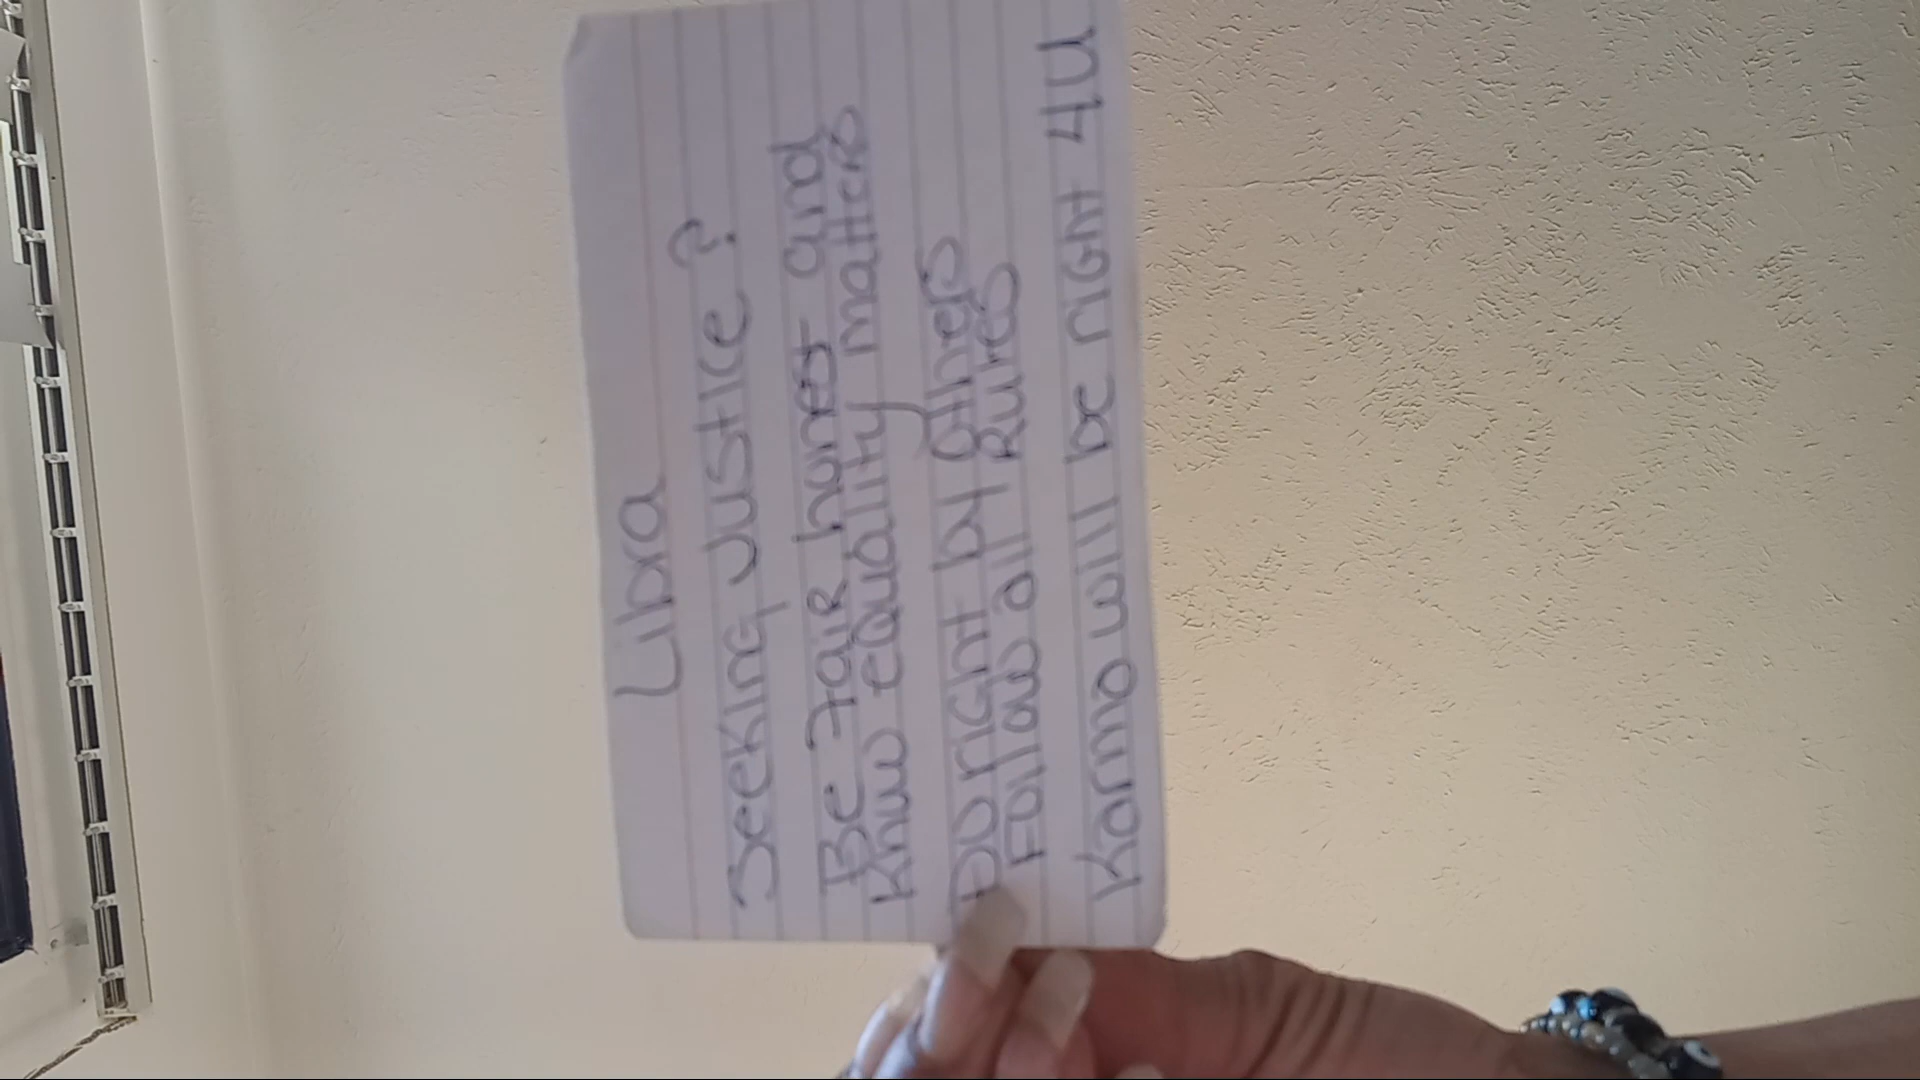 Libra
Seeking Justice?
Be fair honest and
Know equality matters
Do right by others
Follow all Rules
Karma will be right 4U